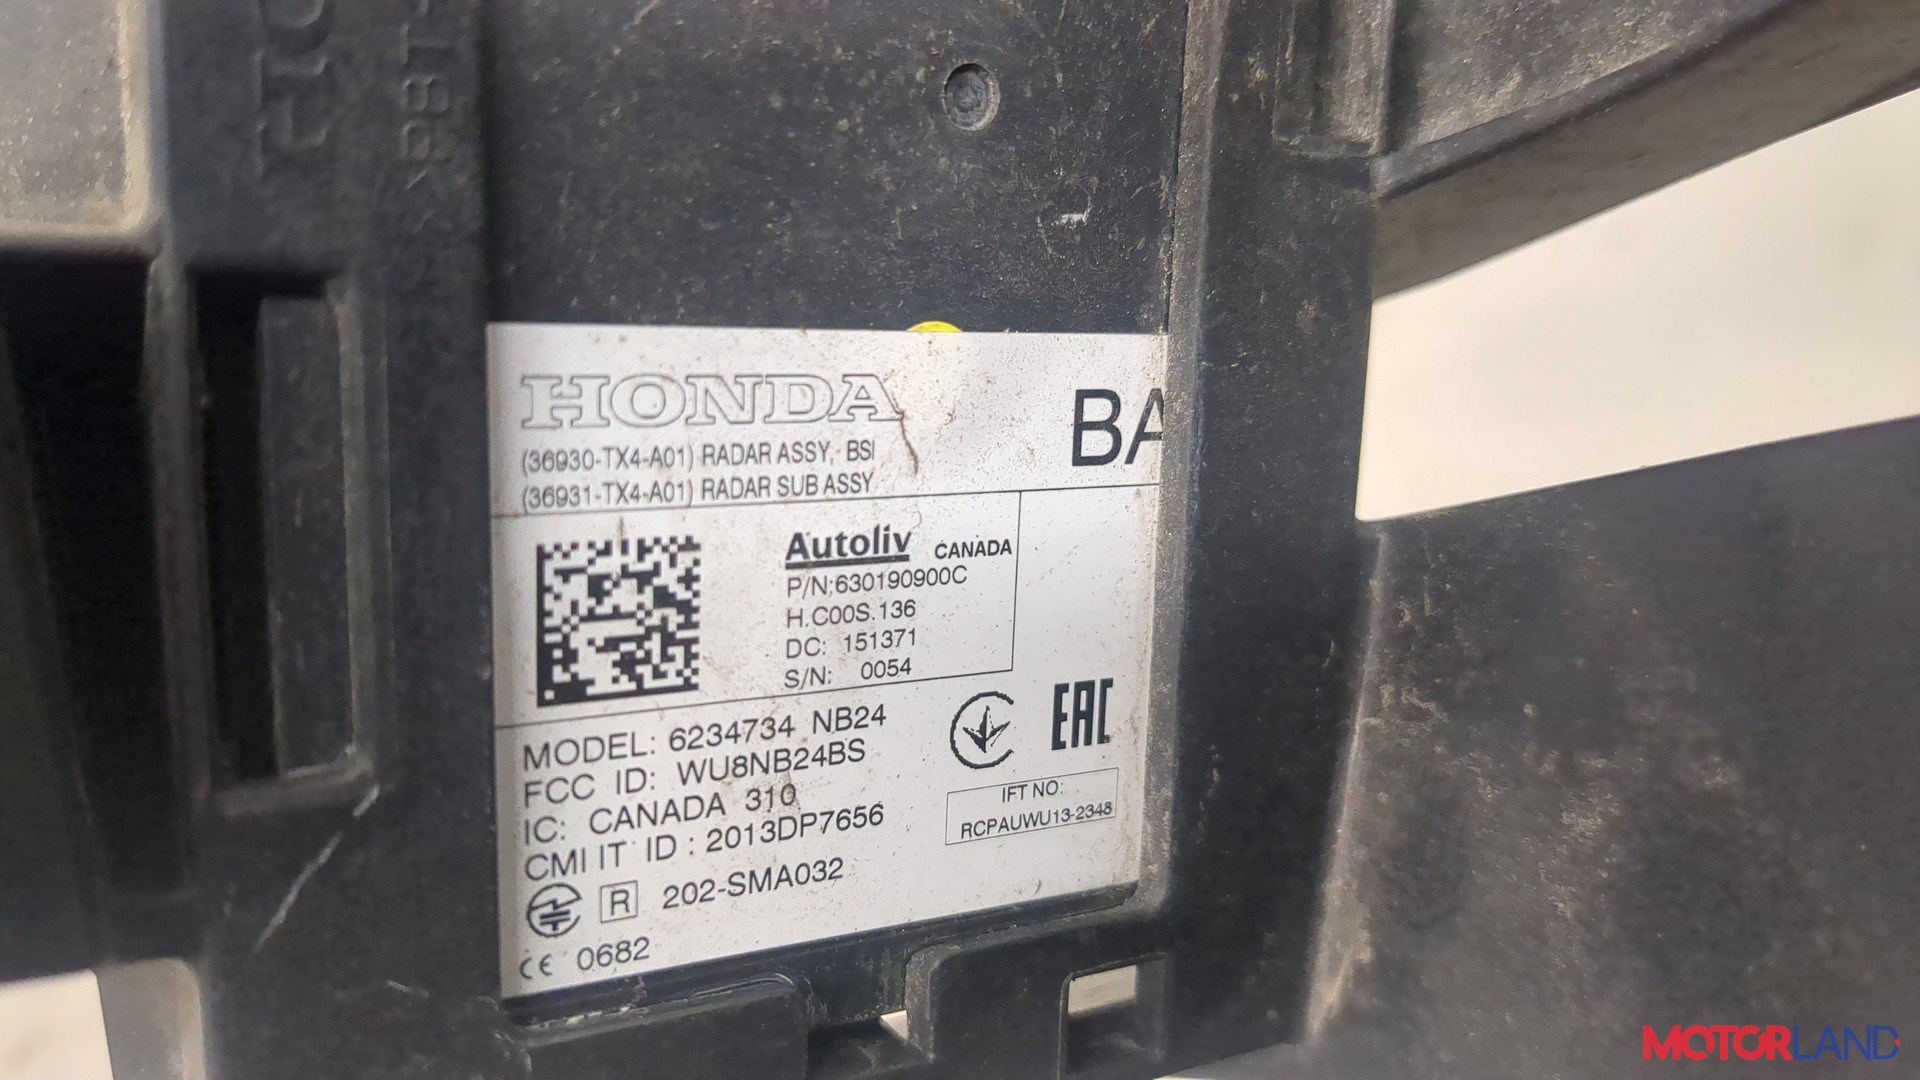 HONDA
BA
(36930-TX4-A01) RADAR ASSY, BSI
(36931-TX4-A01) RADAR SUB ASSY
Autoliv CANADA
P/N:630190900C
H.C00S.136
DC: 151371
S/N: 0054
MODEL: 6234734 NB24
FCC ID: WU8NB24BS
IC: CANADA 310
CMI IT ID : 2013DP7656
R 202-SMA032
CE 0682
EAC
IFT NO:
RCPAUWU13-2348
MOTORLAND